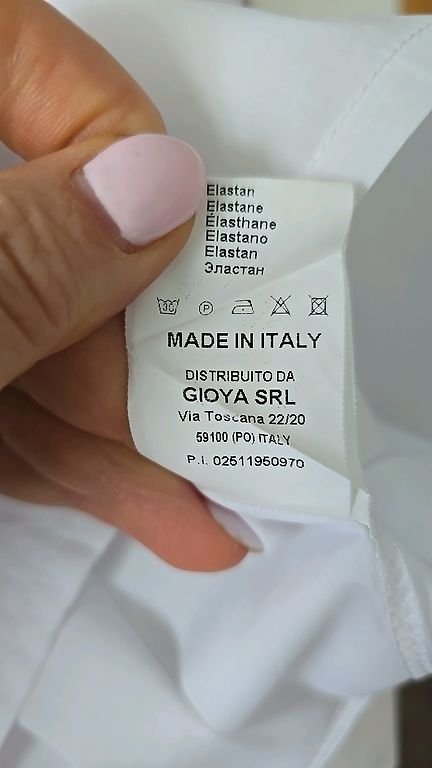 Elastan
Elastane
Élasthane
Elastano
Elastan
Эластан
P
MADE IN ITALY
DISTRIBUITO DA
GIOYA SRL
Via Toscana 22/20
59100 (PO) ITALY
P.I. 02511950970